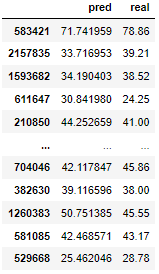 pred real
583421 71.741959 78.86
2157835 33.716953 39.21
1593682 34.190403 38.52
611647 30.841980 24.25
210850 44.252659 41.00
... ... ...
704046 42.117847 45.86
382630 39.116596 38.00
1260383 50.751385 45.55
581085 42.468571 43.17
529668 25.462046 28.78